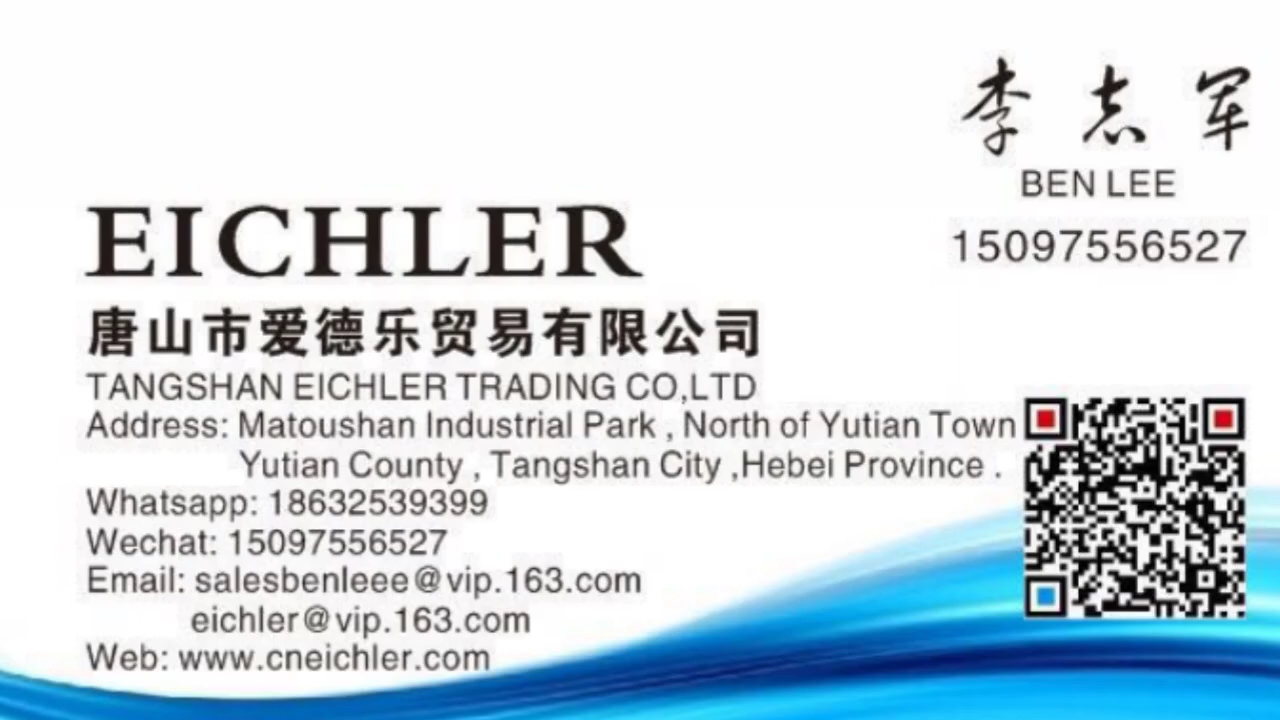 李志军
BEN LEE
15097556527
EICHLER
唐山市爱德乐贸易有限公司
TANGSHAN EICHLER TRADING CO,LTD
Address: Matoushan Industrial Park , North of Yutian Town
Yutian County , Tangshan City ,Hebei Province .
Whatsapp: 18632539399
Wechat: 15097556527
Email: salesbenleee@vip.163.com
eichler@vip.163.com
Web: www.cneichler.com